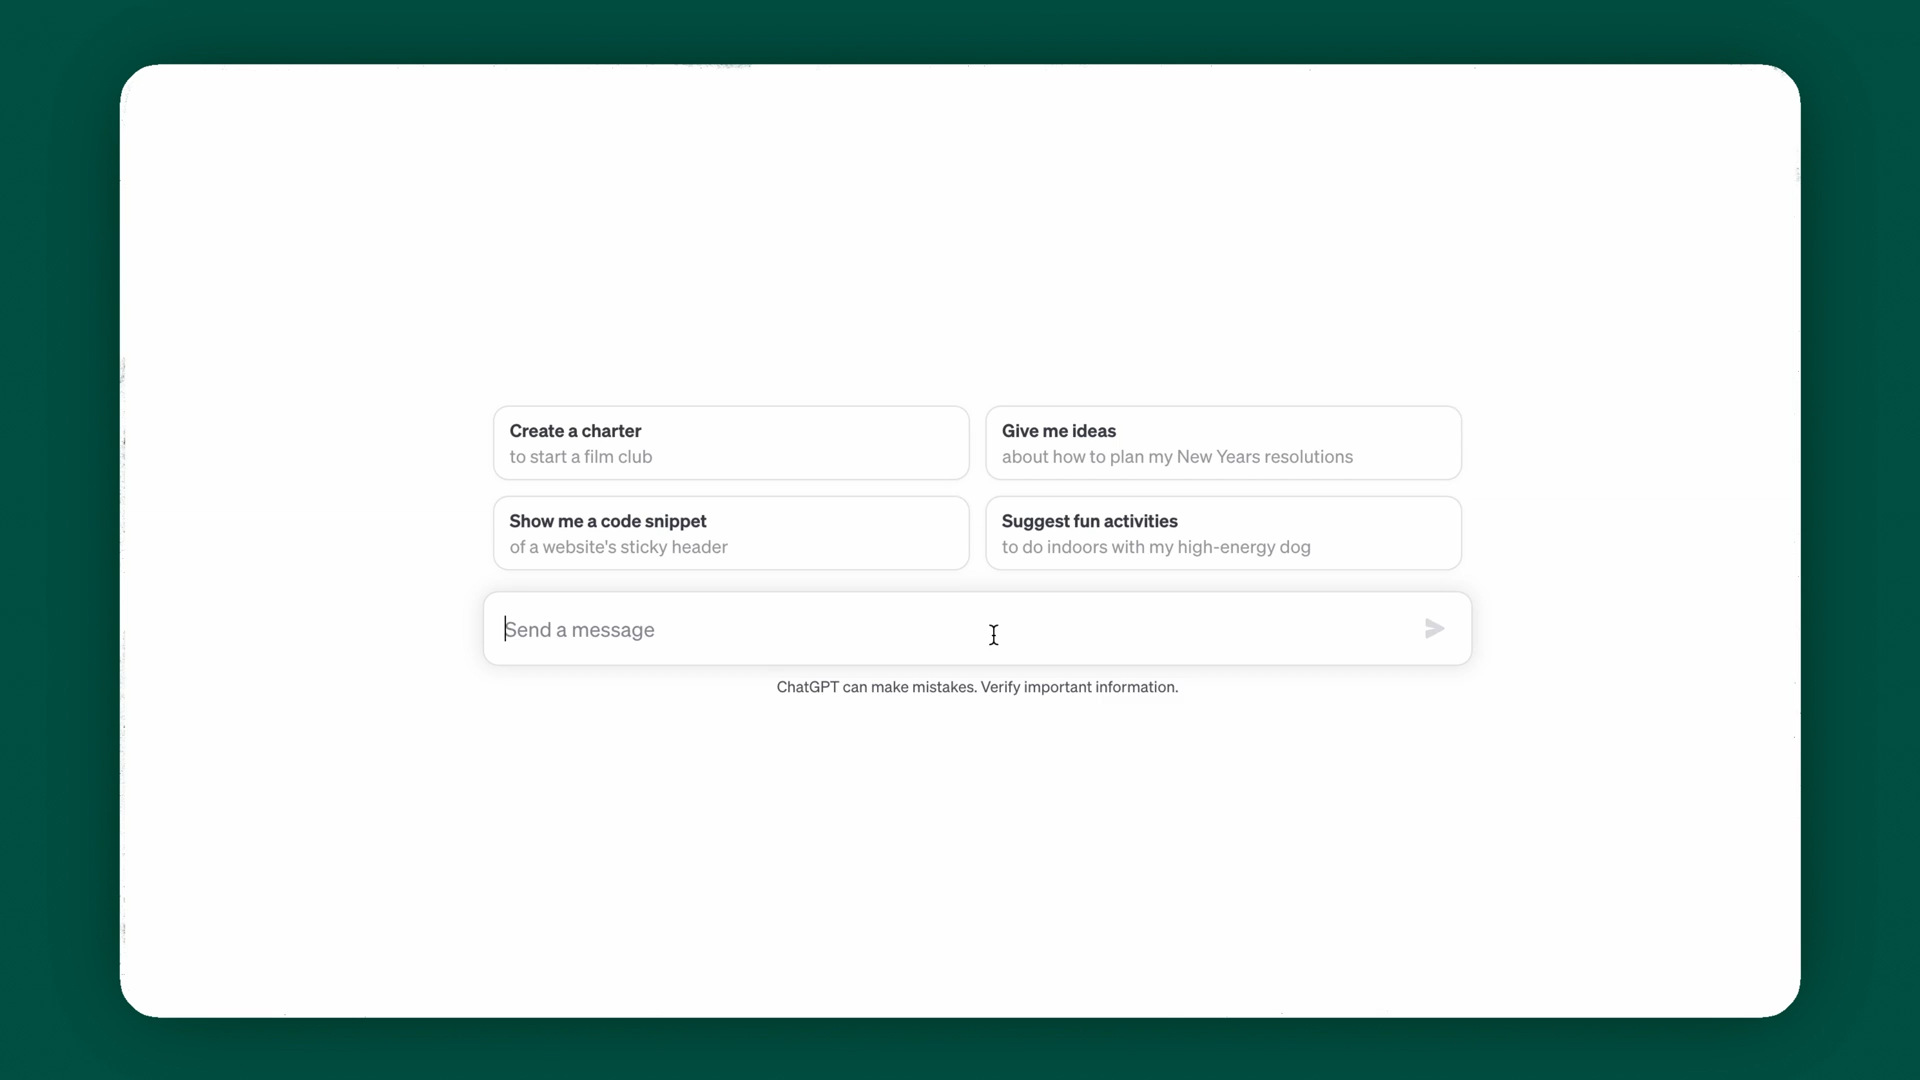 Create a charter
to start a film club
Give me ideas
about how to plan my New Years resolutions
Show me a code snippet
of a website's sticky header
Suggest fun activities
to do indoors with my high-energy dog
Send a message
ChatGPT can make mistakes. Verify important information.